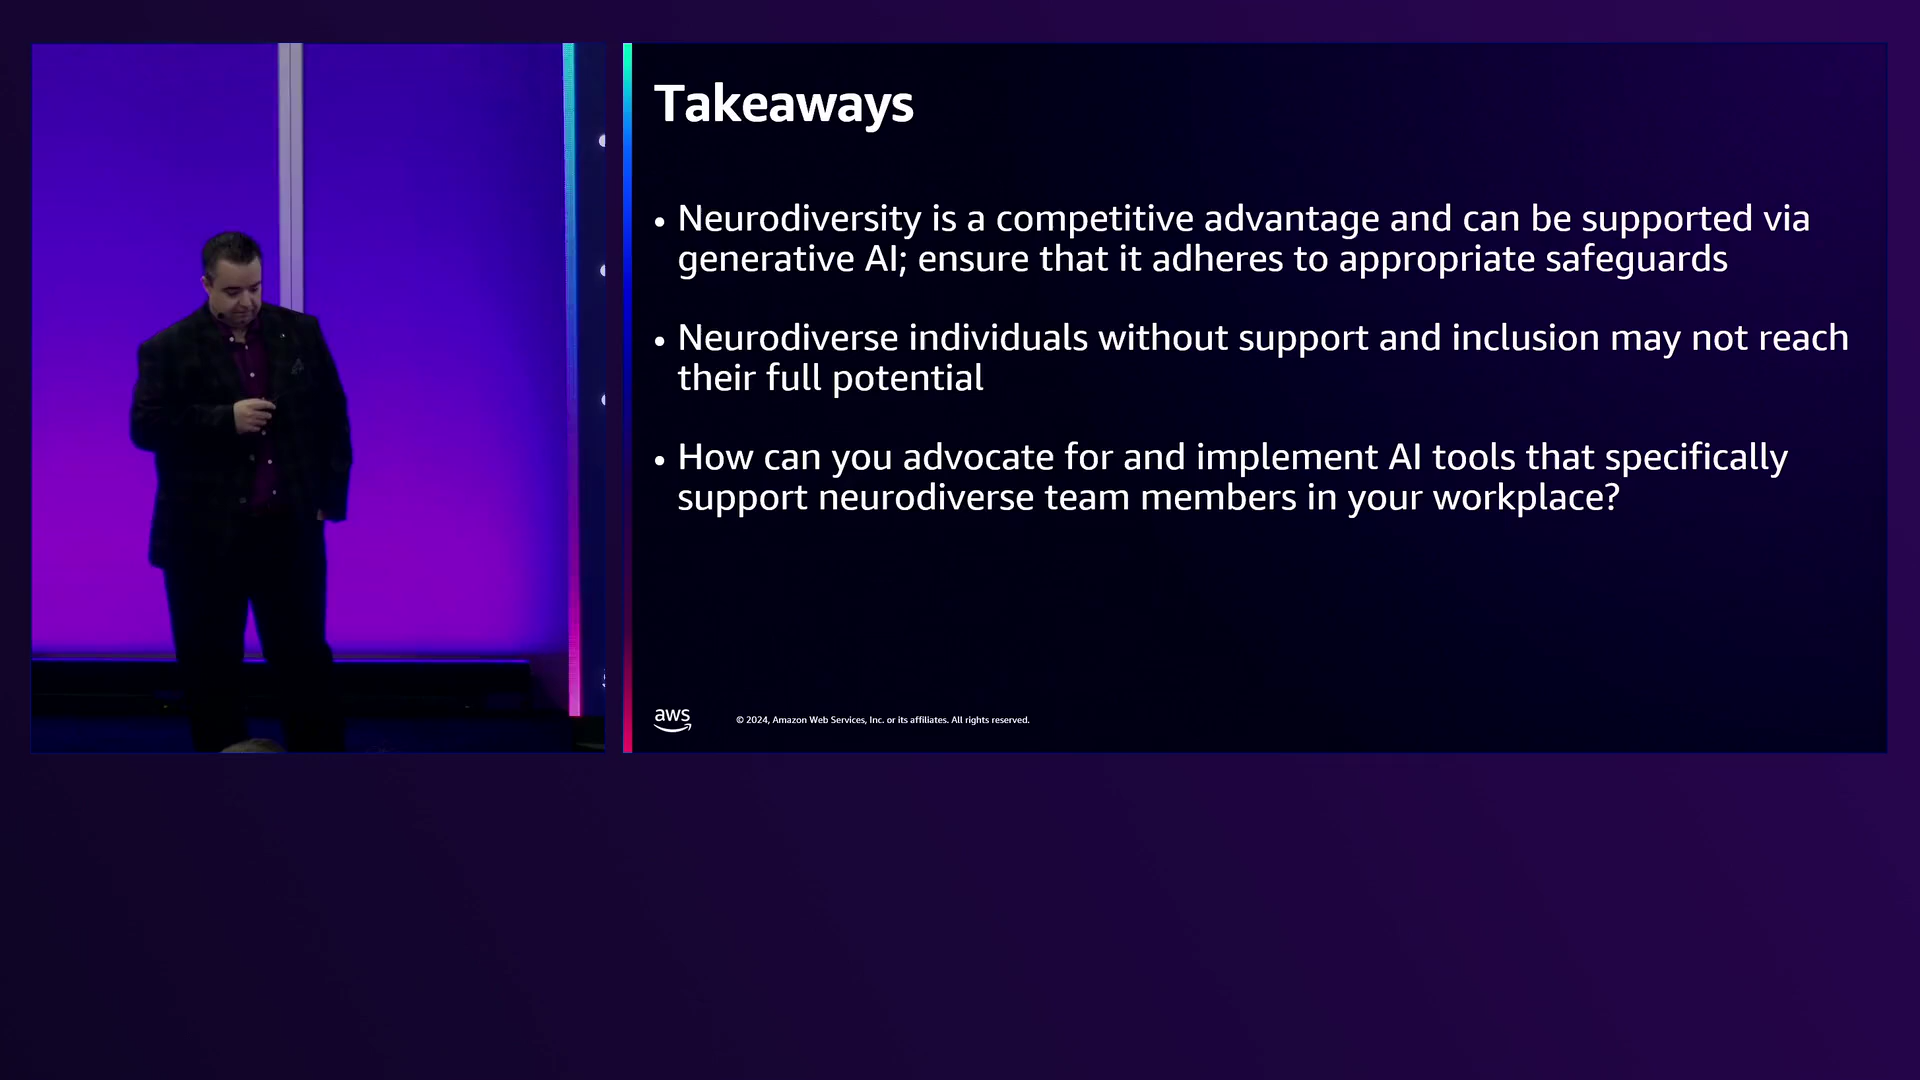 Takeaways
• Neurodiversity is a competitive advantage and can be supported via
generative AI; ensure that it adheres to appropriate safeguards
• Neurodiverse individuals without support and inclusion may not reach
their full potential
• How can you advocate for and implement AI tools that specifically
support neurodiverse team members in your workplace?
aws
© 2024, Amazon Web Services, Inc. or its affiliates. All rights reserved.